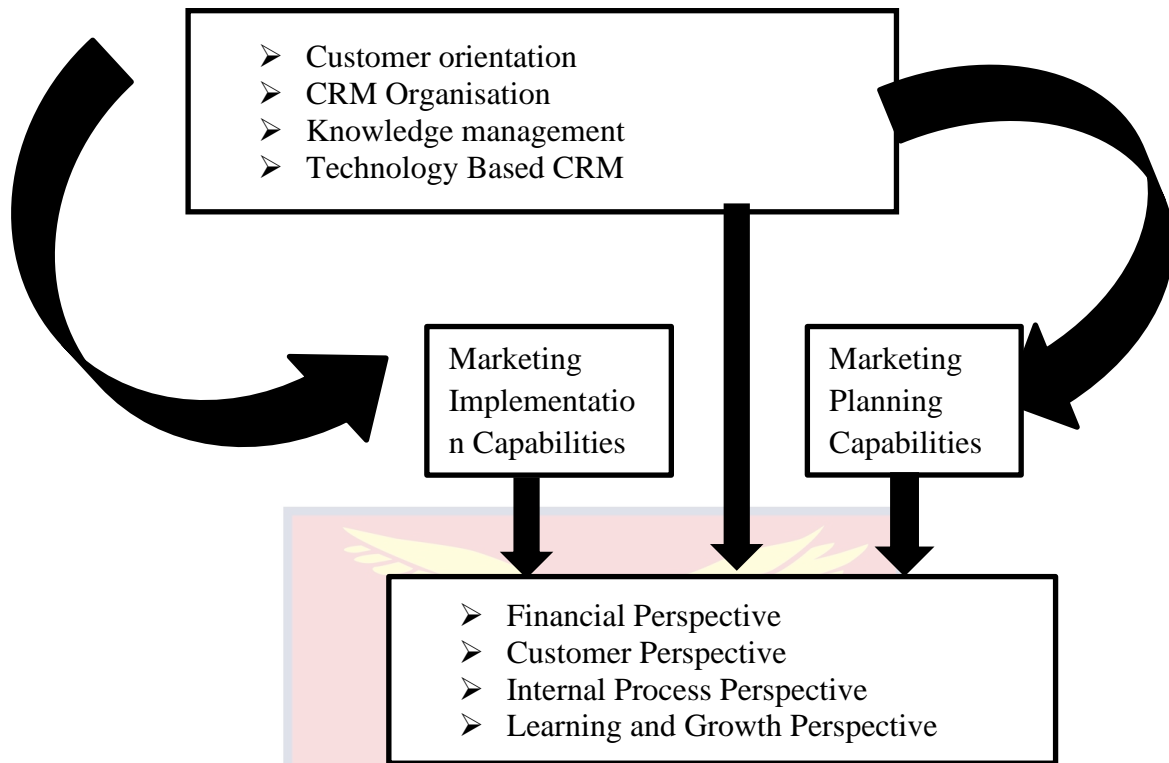 ➢ Customer orientation
➢ CRM Organisation
➢ Knowledge management
➢ Technology Based CRM
Marketing
Implementatio
n Capabilities
Marketing
Planning
Capabilities
➢ Financial Perspective
➢ Customer Perspective
➢ Internal Process Perspective
➢ Learning and Growth Perspective